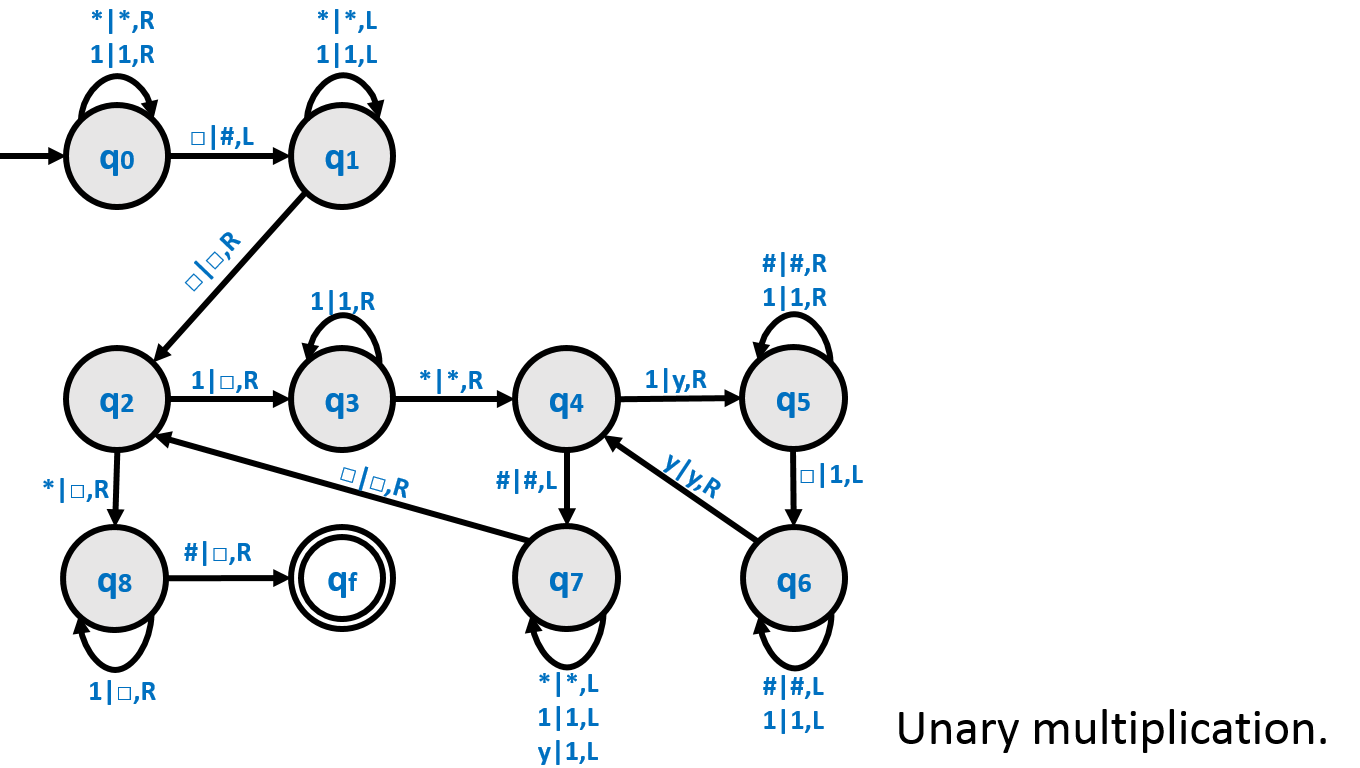 *|*,R
1|1,R
*|*,L
1|1,L
q0
□|#,L
q1
□|□,R
#|#,R
1|1,R
1|1,R
q2
1|□,R
q3
*|*,R
q4
1|y,R
q5
*|□,R
□|□,R
#|#,L
y|y,R
□|1,L
q8
#|□,R
qf
q7
q6
1|□,R
*|*,L
1|1,L
y|1,L
#|#,L
1|1,L
Unary multiplication.